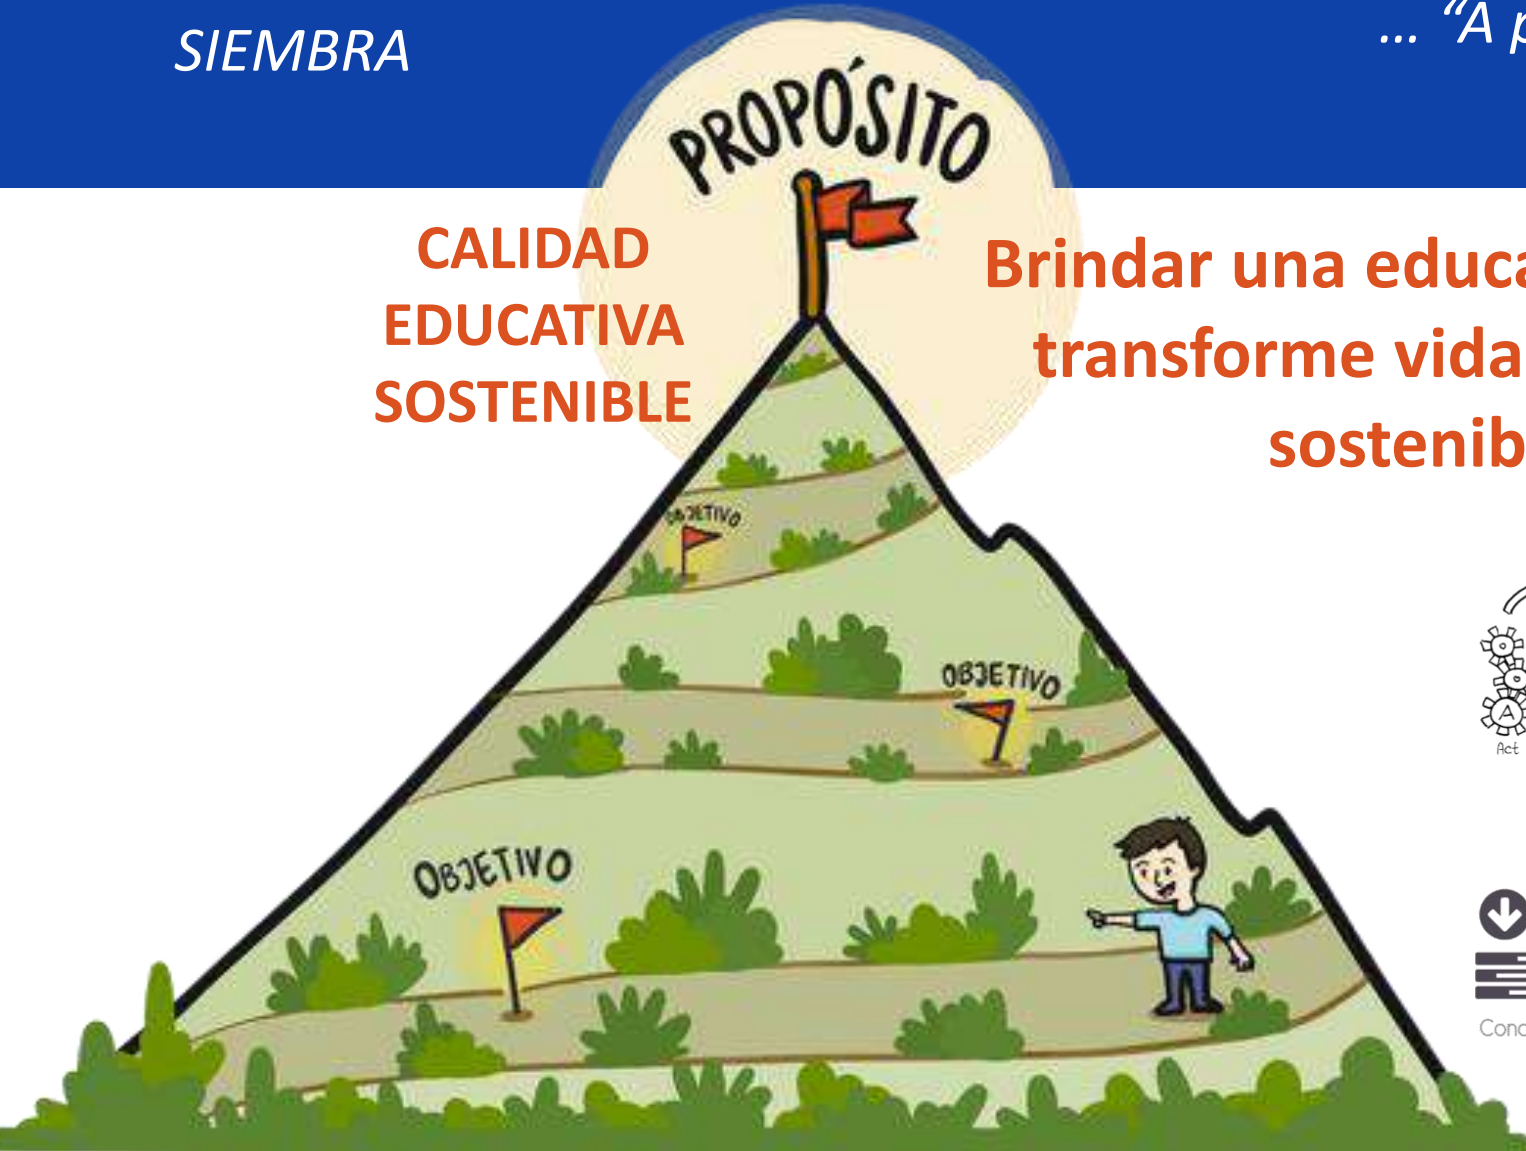 SIEMBRA
... “A p
PROPÓSITO
CALIDAD
EDUCATIVA
SOSTENIBLE
Brindar una educa
transforme vida
sostenib
OBJETIVO
OBJETIVO
OBJETIVO
A
Act
Conc